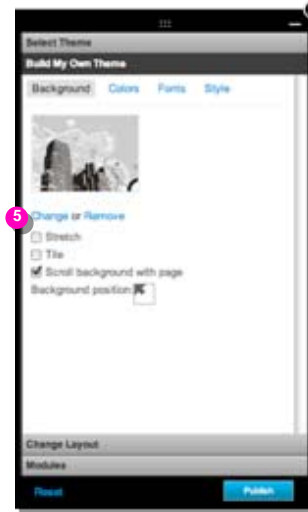 Select Theme
Build My Own Theme
Background Colors Fonts Style
5
Change or Remove
Stretch
Tile
Scroll background with page
Background position
Change Layout
Modules
Reset Publish